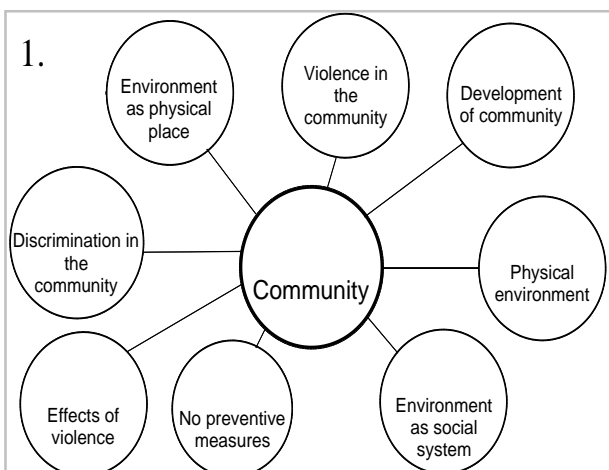 1.
Environment
as physical
place
Violence in
the
community
Development
of community
Discrimination in
the
community
Community
Physical
environment
Effects of
violence
No preventive
measures
Environment
as social
system